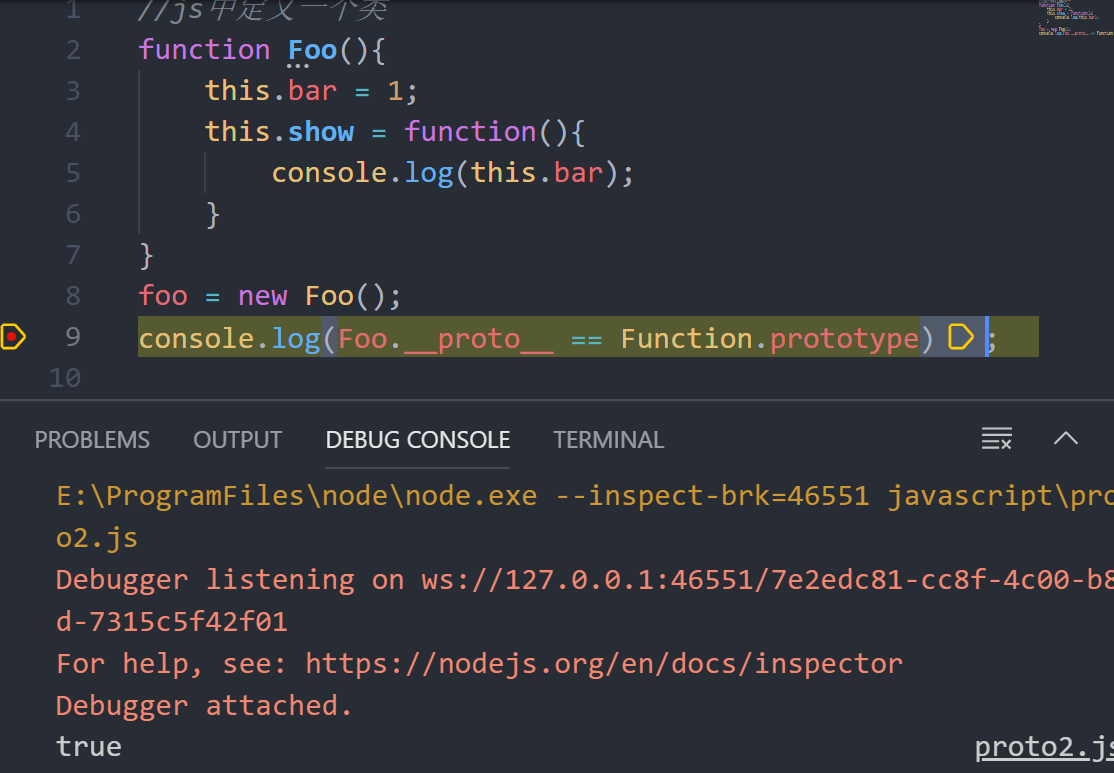 1 //js中定义一个类
2 function Foo(){
3 this.bar = 1;
4 this.show = function(){
5 console.log(this.bar);
6 }
7 }
8 foo = new Foo();
9 console.log(Foo.__proto__ == Function.prototype);
10
PROBLEMS OUTPUT DEBUG CONSOLE TERMINAL
E:\ProgramFiles\node\node.exe --inspect-brk=46551 javascript\pro
o2.js
Debugger listening on ws://127.0.0.1:46551/7e2edc81-cc8f-4c00-b8
d-7315c5f42f01
For help, see: https://nodejs.org/en/docs/inspector
Debugger attached.
true proto2.js